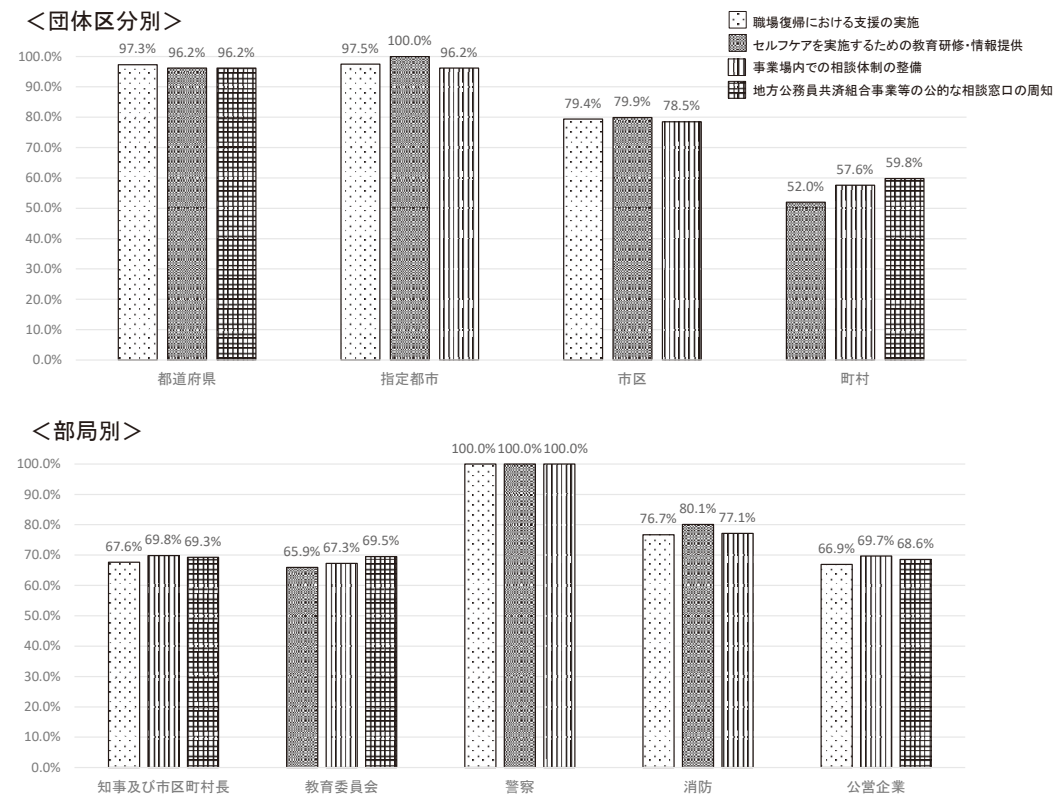 ＜団体区分別＞
職場復帰における支援の実施
セルフケアを実施するための教育研修・情報提供
事業場内での相談体制の整備
地方公務員共済組合事業等の公的な相談窓口の周知
97.3% 96.2% 96.2% 97.5% 100.0% 96.2% 79.4% 79.9% 78.5% 52.0% 57.6% 59.8%
100.0%
90.0%
80.0%
70.0%
60.0%
50.0%
40.0%
30.0%
20.0%
10.0%
0.0%
都道府県 指定都市 市区 町村
＜部局別＞
67.6% 69.8% 69.3% 65.9% 67.3% 69.5% 100.0% 100.0% 100.0% 76.7% 80.1% 77.1% 66.9% 69.7% 68.6%
100.0%
90.0%
80.0%
70.0%
60.0%
50.0%
40.0%
30.0%
20.0%
10.0%
0.0%
知事及び市区町村長 教育委員会 警察 消防 公営企業